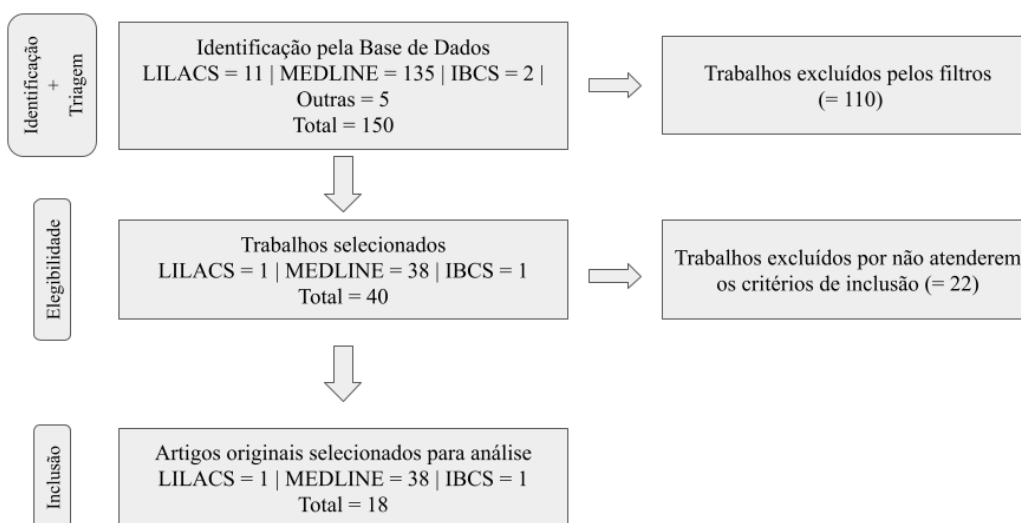 Identificação
+
Triagem
Identificação pela Base de Dados
LILACS = 11 | MEDLINE = 135 | IBCS = 2 |
Outras = 5
Total = 150
Trabalhos excluídos pelos filtros
(= 110)
Elegibilidade
Trabalhos selecionados
LILACS = 1 | MEDLINE = 38 | IBCS = 1
Total = 40
Trabalhos excluídos por não atenderem
os critérios de inclusão (= 22)
Inclusão
Artigos originais selecionados para análise
LILACS = 1 | MEDLINE = 38 | IBCS = 1
Total = 18